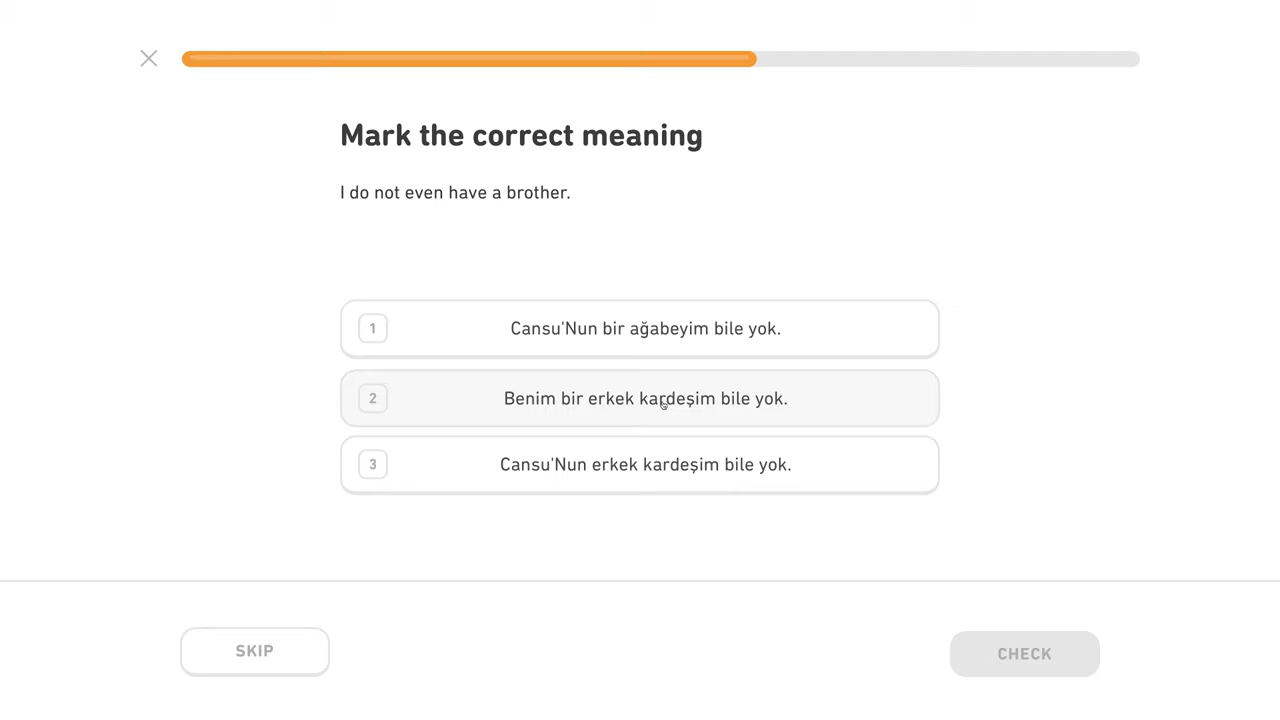 Mark the correct meaning
I do not even have a brother.
1 Cansu'Nun bir ağabeyim bile yok.
2 Benim bir erkek kardeşim bile yok.
3 Cansu'Nun erkek kardeşim bile yok.
SKIP
CHECK